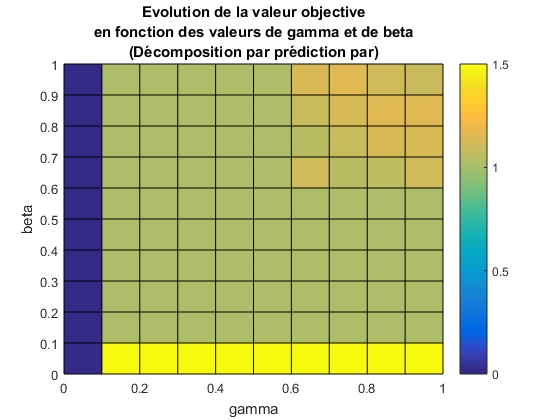 Evolution de la valeur objective
en fonction des valeurs de gamma et de beta
(Décomposition par prédiction par)
1
0.9
0.8
0.7
0.6
0.5
0.4
0.3
0.2
0.1
0
beta
0 0.2 0.4 0.6 0.8 1
gamma
1.5
1
0.5
0